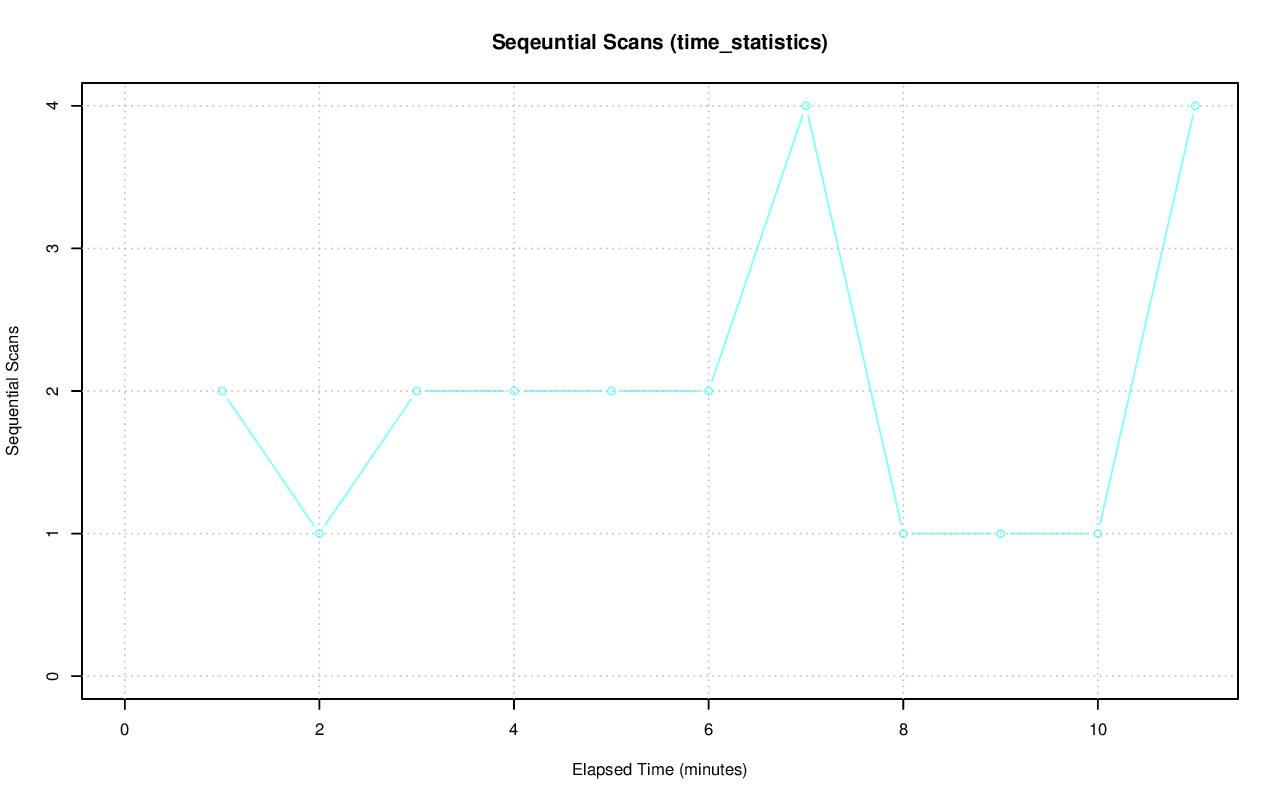 Seqeuntial Scans (time_statistics)
Sequential Scans
4
3
2
1
0
0 2 4 6 8 10
Elapsed Time (minutes)